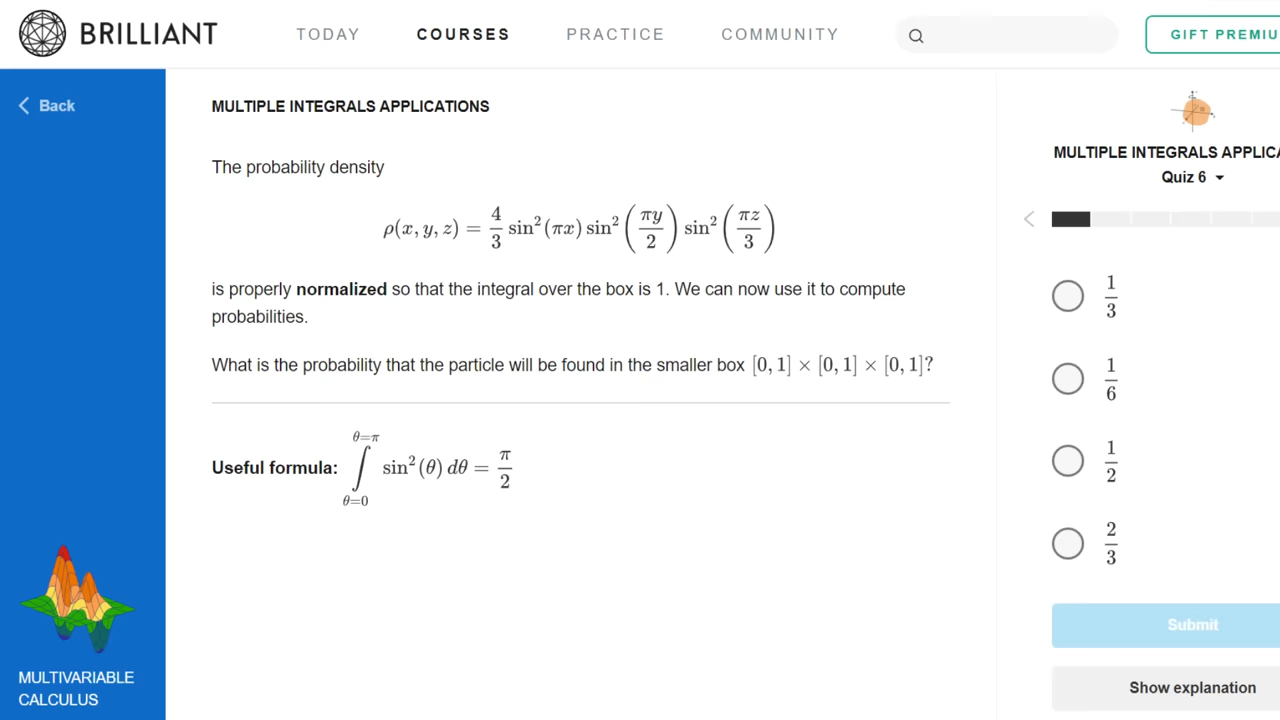 BRILLIANT
TODAY COURSES PRACTICE COMMUNITY GIFT PREMIU
Back
MULTIPLE INTEGRALS APPLICATIONS
The probability density
ρ(x, y, z) = 4/3 sin²(πx) sin²(πy/2) sin²(πz/3)
is properly normalized so that the integral over the box is 1. We can now use it to compute
probabilities.
What is the probability that the particle will be found in the smaller box [0, 1] × [0, 1] × [0, 1]?
Useful formula: ∫_{θ=0}^{θ=π} sin²(θ) dθ = π/2
MULTIPLE INTEGRALS APPLICA
Quiz 6
1/3
1/6
1/2
2/3
Submit
Show explanation
MULTIVARIABLE
CALCULUS